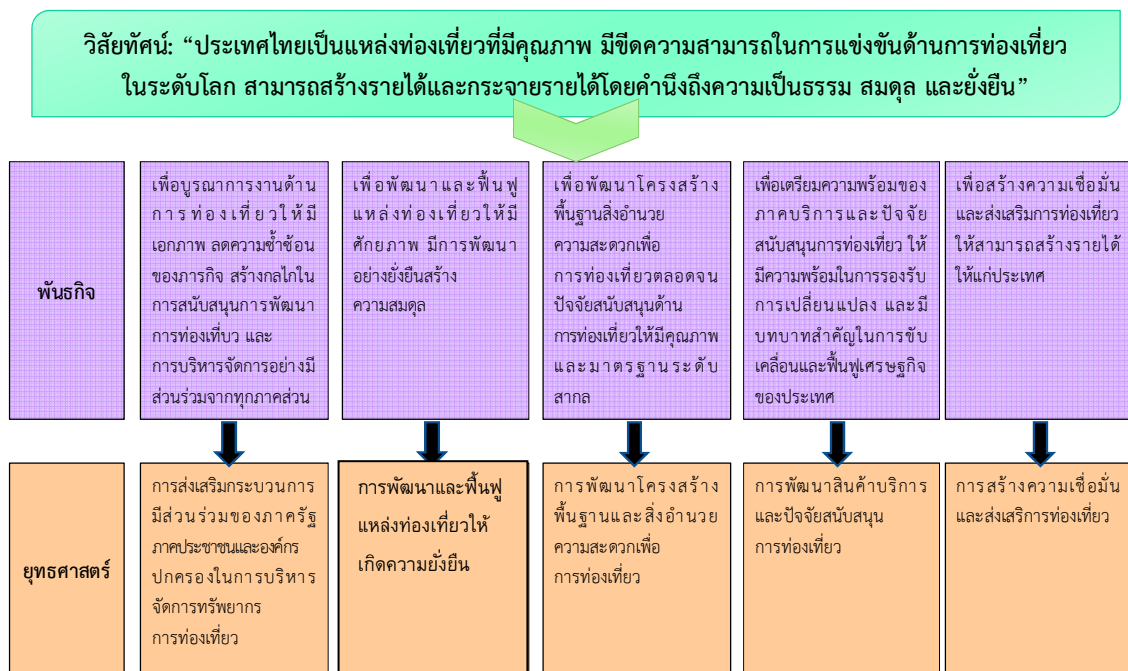 วิสัยทัศน์: “ประเทศไทยเป็นแหล่งท่องเที่ยวที่มีคุณภาพ มีขีดความสามารถในการแข่งขันด้านการท่องเที่ยว
ในระดับโลก สามารถสร้างรายได้และกระจายรายได้โดยคำนึงถึงความเป็นธรรม สมดุล และยั่งยืน”
พันธกิจ
เพื่อบูรณาการงานด้าน
การท่องเที่ยวให้มี
เอกภาพ ลดความซ้ำซ้อน
ของภารกิจ สร้างกลไกใน
การสนับสนุนการพัฒนา
การท่องเที่บว และ
การบริหารจัดการอย่างมี
ส่วนร่วมจากทุกภาคส่วน
เพื่อพัฒนาและฟื้นฟู
แหล่งท่องเที่ยวให้มี
ศักยภาพ มีการพัฒนา
อย่างยั่งยืนสร้าง
ความสมดุล
เพื่อพัฒนาโครงสร้าง
พื้นฐานสิ่งอำนวย
ความสะดวกเพื่อ
การท่องเที่ยวตลอดจน
ปัจจัยสนับสนุนด้าน
การท่องเที่ยวให้มีคุณภาพ
และมาตรฐานระดับ
สากล
เพื่อเตรียมความพร้อมของ
ภาคบริการและปัจจัย
สนับสนุนการท่องเที่ยว ให้
มีความพร้อมในการรองรับ
การเปลี่ยนแปลง และมี
บทบาทสำคัญในการขับ
เคลื่อนและฟื้นฟูเศรษฐกิจ
ของประเทศ
เพื่อสร้างความเชื่อมั่น
และส่งเสริมการท่องเที่ยว
ให้สามารถสร้างรายได้
ให้แก่ประเทศ
ยุทธศาสตร์
การส่งเสริมกระบวนการ
มีส่วนร่วมของภาครัฐ
ภาคประชาชนและองค์กร
ปกครองในการบริหาร
จัดการทรัพยากร
การท่องเที่ยว
การพัฒนาและฟื้นฟู
แหล่งท่องเที่ยวให้
เกิดความยั่งยืน
การพัฒนาโครงสร้าง
พื้นฐานและสิ่งอำนวย
ความสะดวกเพื่อ
การท่องเที่ยว
การพัฒนาสินค้าบริการ
และปัจจัยสนับสนุน
การท่องเที่ยว
การสร้างความเชื่อมั่น
และส่งเสริการท่องเที่ยว